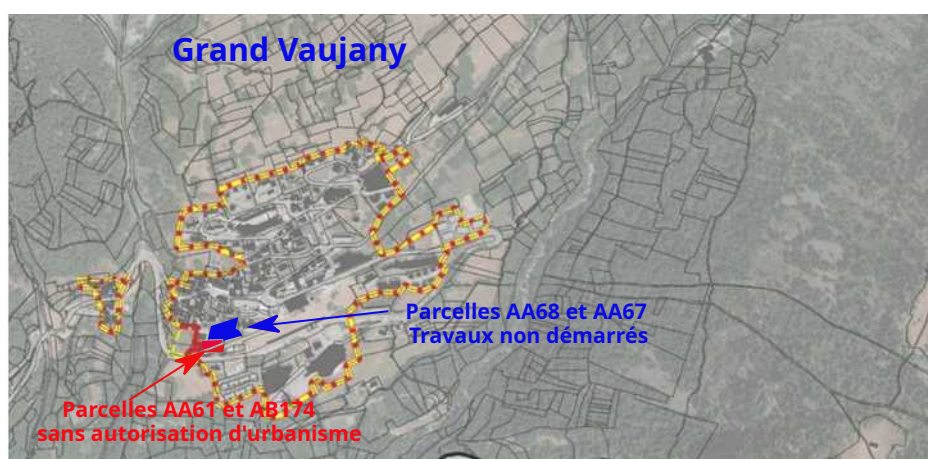 Grand Vaujany
Parcelles AA68 et AA67
Travaux non démarrés
Parcelles AA61 et AB174
sans autorisation d'urbanisme